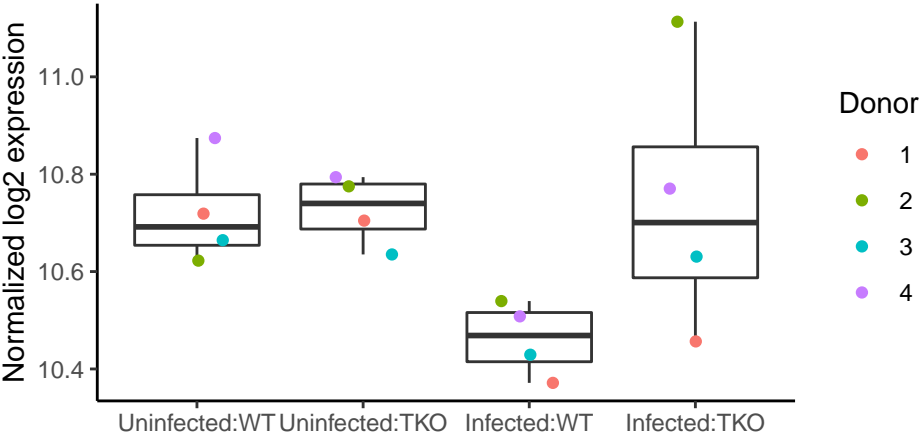 Normalized log2 expression
11.0
10.8
10.6
10.4
Uninfected:WT
Uninfected:TKO
Infected:WT
Infected:TKO
Donor
1
2
3
4